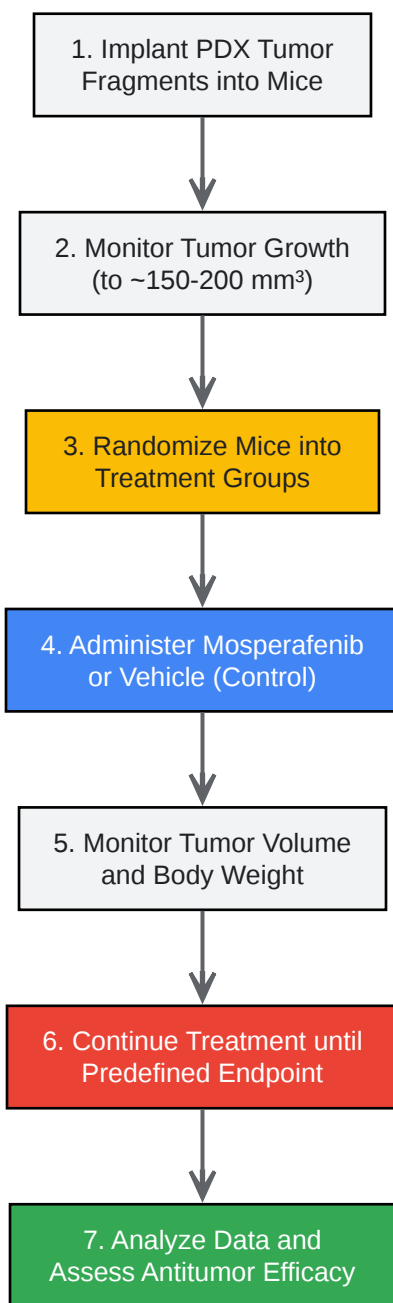 1. Implant PDX Tumor
Fragments into Mice
2. Monitor Tumor Growth
(to ~150-200 mm³)
3. Randomize Mice into
Treatment Groups
4. Administer Mosperafenib
or Vehicle (Control)
5. Monitor Tumor Volume
and Body Weight
6. Continue Treatment until
Predefined Endpoint
7. Analyze Data and
Assess Antitumor Efficacy